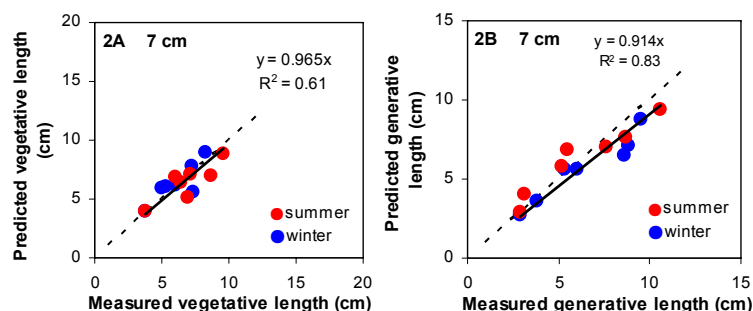 2A 7 cm
y = 0.965x
R² = 0.61
Predicted vegetative length
(cm)
20
15
10
5
0
0 5 10 15 20
summer
winter
Measured vegetative length (cm)
2B 7 cm
y = 0.914x
R² = 0.83
Predicted generative
length (cm)
15
10
5
0
0 5 10 15
summer
winter
Measured generative length (cm)